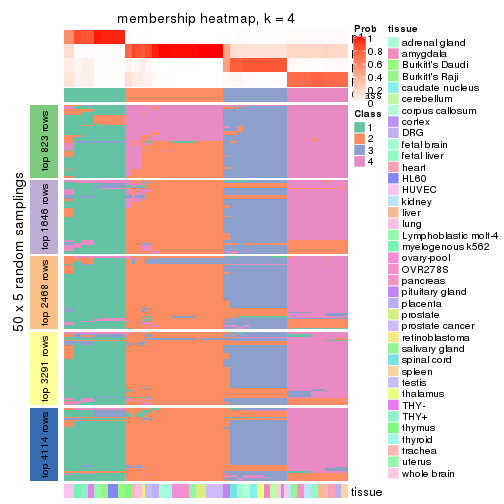 membership heatmap, k = 4
50 x 5 random samplings
top 823 rows
top 1646 rows
top 2468 rows
top 3291 rows
top 4114 rows
Prob
1
0.8
0.6
0.4
0.2
0
Class
1
2
3
4
tissue
tissue
adrenal gland
amygdala
Burkitt's Daudi
Burkitt's Raji
caudate nucleus
cerebellum
corpus callosum
cortex
DRG
fetal brain
fetal liver
heart
HL60
HUVEC
kidney
liver
lung
Lymphoblastic molt-4
myelogenous k562
ovary-pool
OVR278S
pancreas
pituitary gland
placenta
prostate
prostate cancer
retinoblastoma
salivary gland
spinal cord
spleen
testis
thalamus
THY-
THY+
thymus
thyroid
trachea
uterus
whole brain